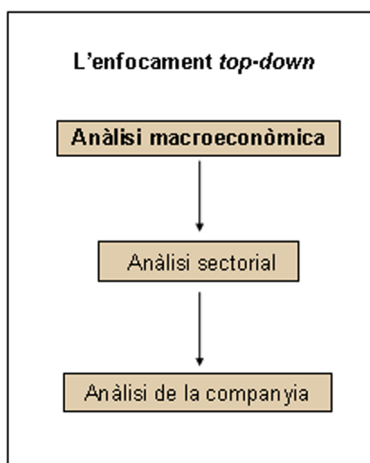 L'enfocament top-down
Anàlisi macroeconòmica
Anàlisi sectorial
Anàlisi de la companyia